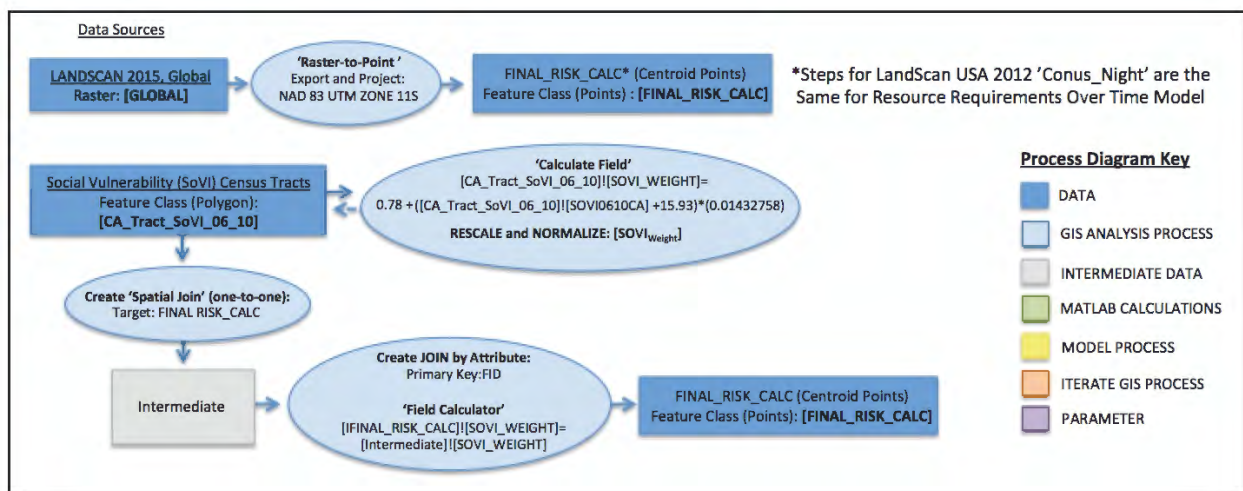 Data Sources
LANDSCAN 2015, Global
Raster: [GLOBAL]
'Raster-to-Point '
Export and Project:
NAD 83 UTM ZONE 11S
FINAL_RISK_CALC* (Centroid Points)
Feature Class (Points) : [FINAL_RISK_CALC]
*Steps for LandScan USA 2012 'Conus_Night' are the
Same for Resource Requirements Over Time Model
Social Vulnerability (SoVI) Census Tracts
Feature Class (Polygon):
[CA_Tract_SoVI_06_10]
'Calculate Field'
[CA_Tract_SoVI_06_10]![SOVI_WEIGHT]=
0.78 +([CA_Tract_SoVI_06_10]![SOVI0610CA] +15.93)*(0.01432758)
RESCALE and NORMALIZE: [SOVIWeight]
Create 'Spatial Join' (one-to-one):
Target: FINAL RISK_CALC
Intermediate
Create JOIN by Attribute:
Primary Key:FID
'Field Calculator'
[IFINAL_RISK_CALC]![SOVI_WEIGHT]=
[Intermediate]![SOVI_WEIGHT]
FINAL_RISK_CALC (Centroid Points)
Feature Class (Points): [FINAL_RISK_CALC]
Process Diagram Key
DATA
GIS ANALYSIS PROCESS
INTERMEDIATE DATA
MATLAB CALCULATIONS
MODEL PROCESS
ITERATE GIS PROCESS
PARAMETER